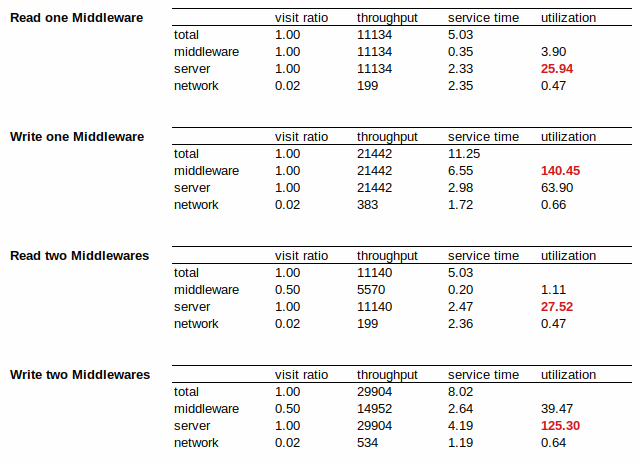 Read one Middleware visit ratio throughput service time utilization
total 1.00 11134 5.03
middleware 1.00 11134 0.35 3.90
server 1.00 11134 2.33 25.94
network 0.02 199 2.35 0.47
Write one Middleware visit ratio throughput service time utilization
total 1.00 21442 11.25
middleware 1.00 21442 6.55 140.45
server 1.00 21442 2.98 63.90
network 0.02 383 1.72 0.66
Read two Middlewares visit ratio throughput service time utilization
total 1.00 11140 5.03
middleware 0.50 5570 0.20 1.11
server 1.00 11140 2.47 27.52
network 0.02 199 2.36 0.47
Write two Middlewares visit ratio throughput service time utilization
total 1.00 29904 8.02
middleware 0.50 14952 2.64 39.47
server 1.00 29904 4.19 125.30
network 0.02 534 1.19 0.64